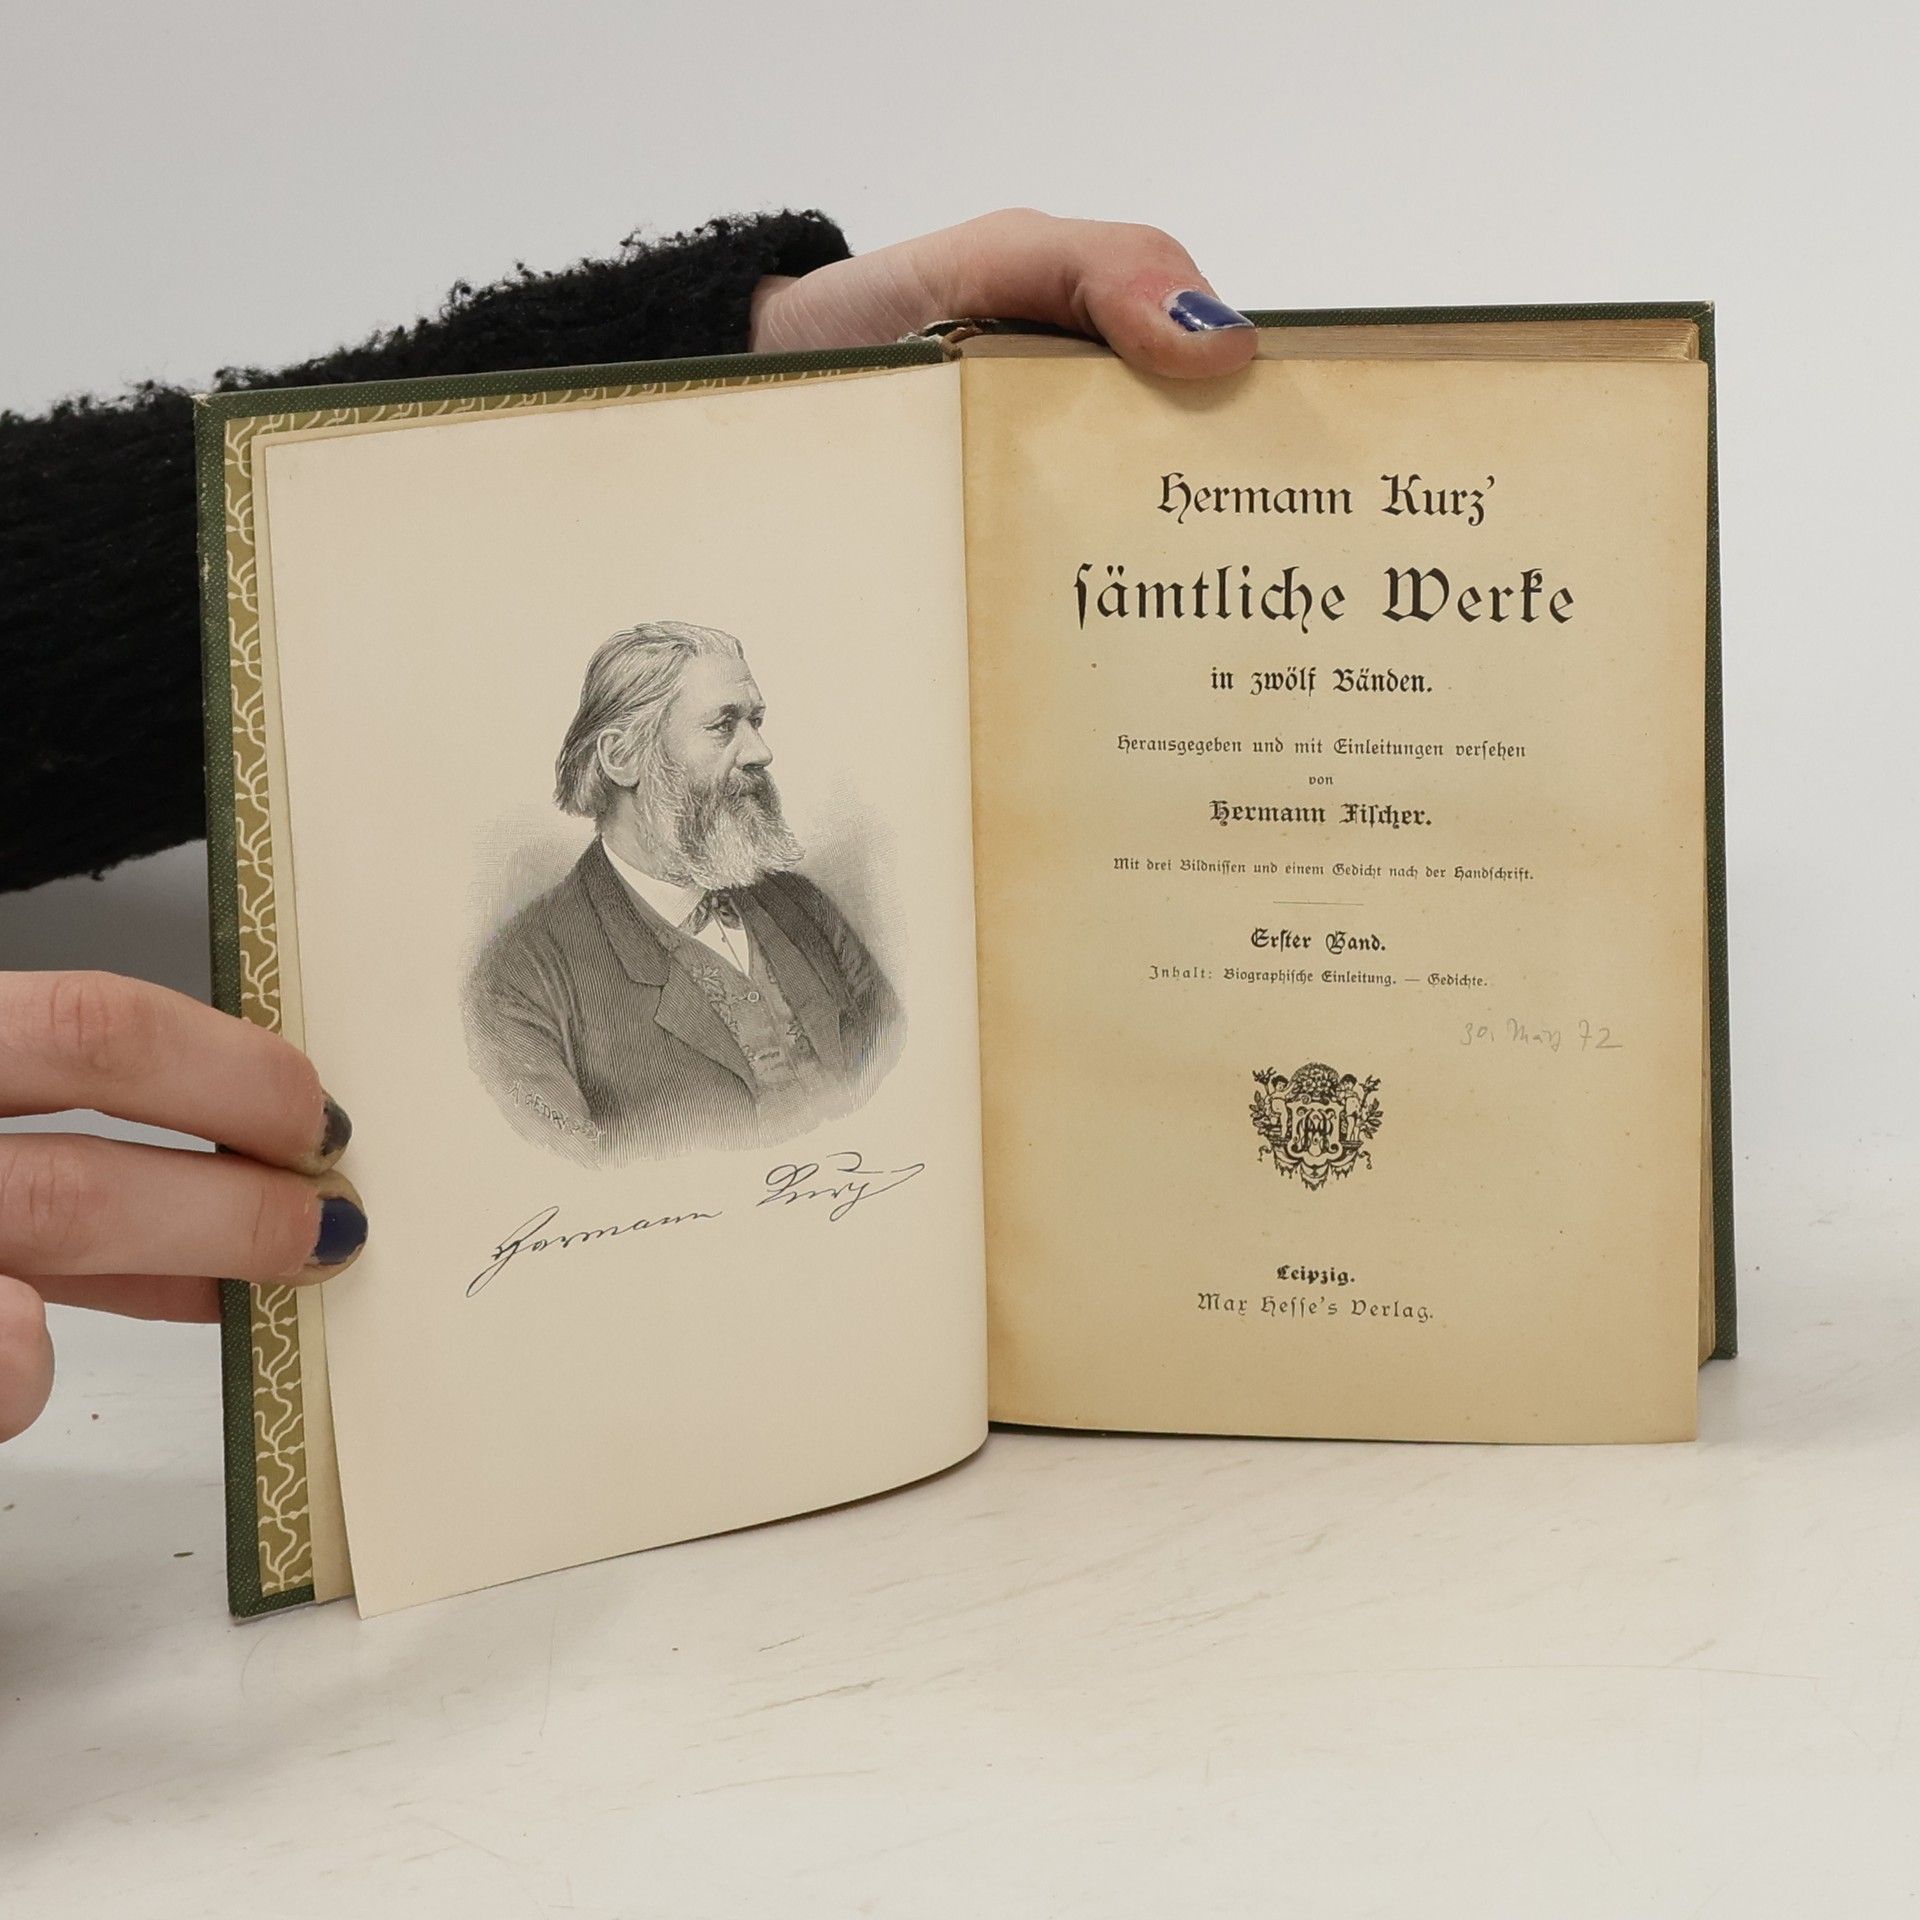 Hermann Kurz
Hermann Kurz'
sämtliche Werke
in zwölf Bänden.
Herausgegeben und mit Einleitungen versehen
von
Hermann Fischer.
Mit drei Bildnissen und einem Gedicht nach der Handschrift.
Erster Band.
Inhalt: Biographische Einleitung. — Gedichte.
30. März 72
Leipzig.
Max Hesse's Verlag.